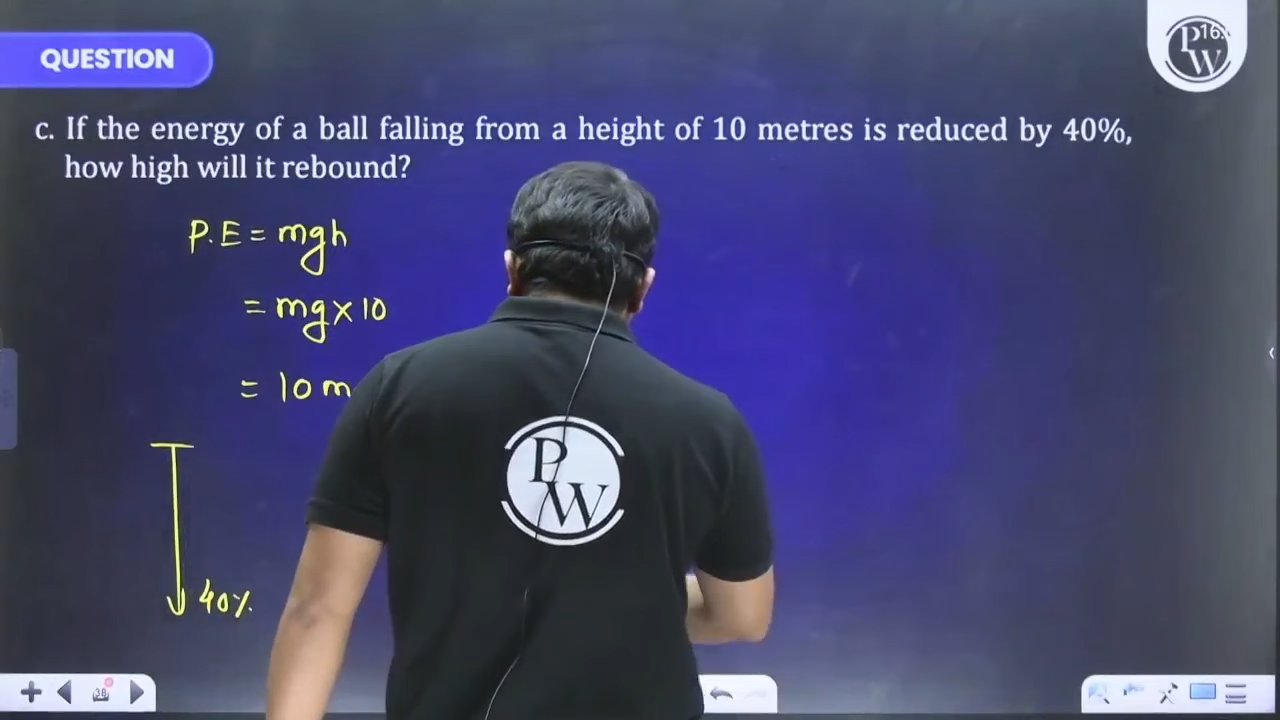 QUESTION
c. If the energy of a ball falling from a height of 10 metres is reduced by 40%,
how high will it rebound?
P.E = mgh
= mg x 10
= 10 m
40%.
PW
38